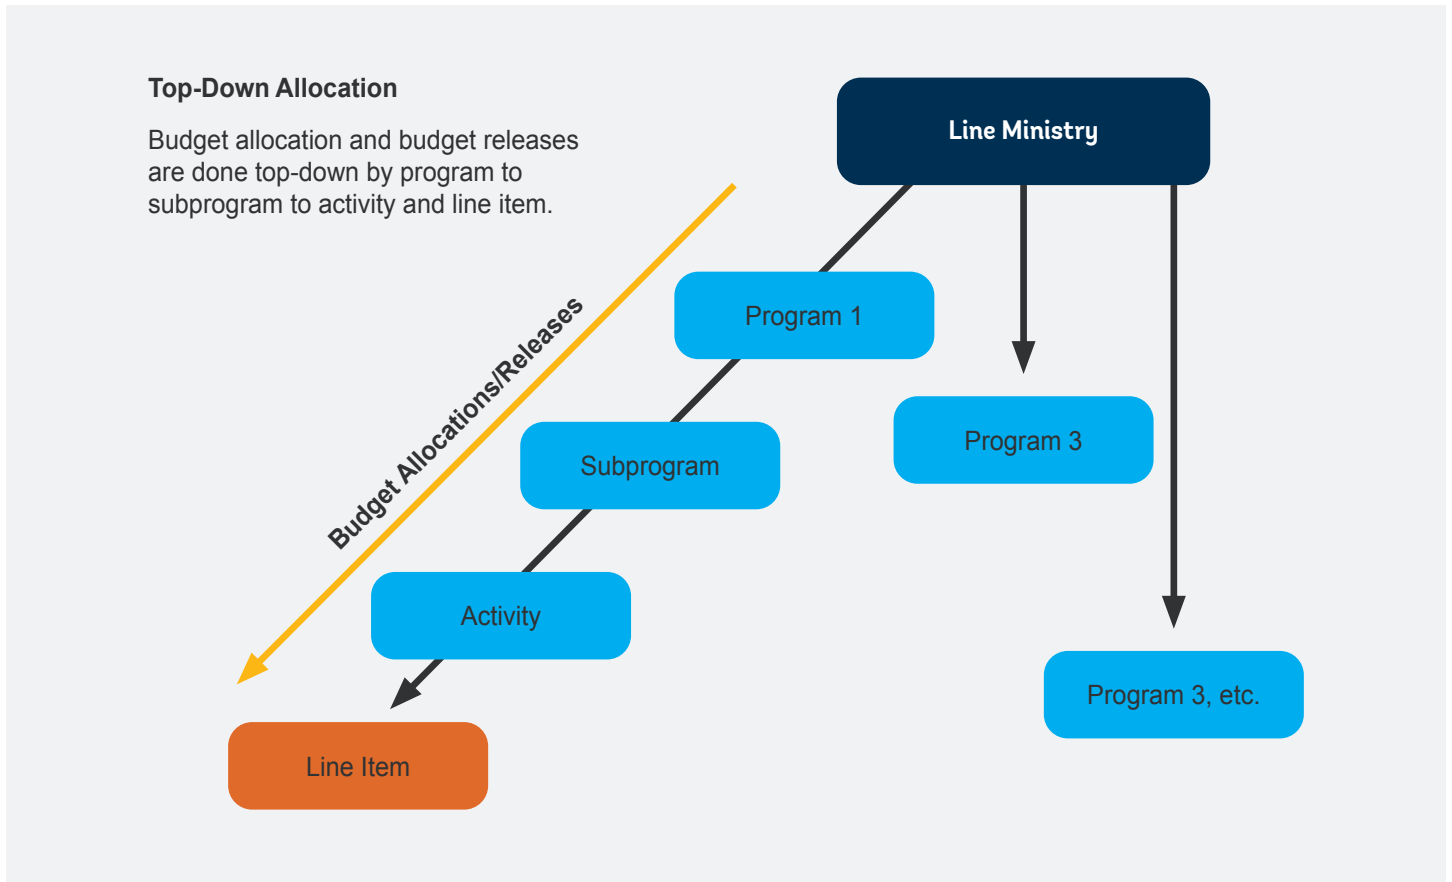 Top-Down Allocation
Budget allocation and budget releases
are done top-down by program to
subprogram to activity and line item.
Line Ministry
Budget Allocations/Releases
Program 1
Program 3
Subprogram
Activity
Program 3, etc.
Line Item